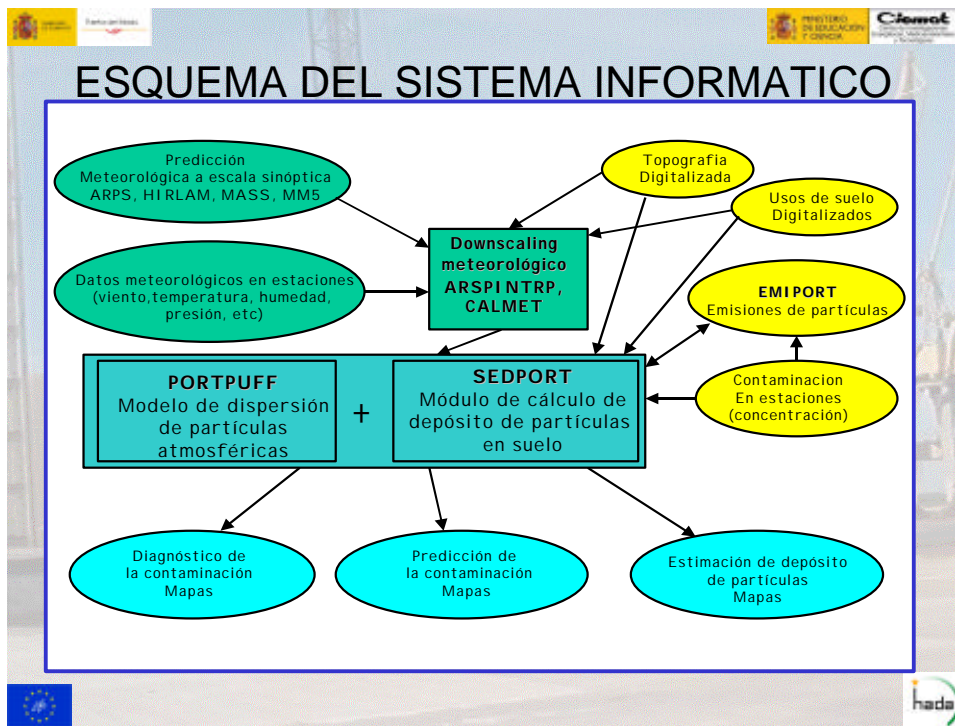 MINISTERIO
DE EDUCACIÓN
Y CIENCIA
Ciemat
ESQUEMA DEL SISTEMA INFORMATICO
Predicción
Meteorológica a escala sinóptica
ARPS, HIRLAM, MASS, MM5
Topografia
Digitalizada
Usos de suelo
Digitalizados
Downscaling
meteorológico
ARSPINTRP,
CALMET
Datos meteorológicos en estaciones
(viento,temperatura, humedad,
presión, etc)
EMIPORT
Emisiones de partículas
PORTPUFF
Modelo de dispersión
de partículas
atmosféricas
+
SEDPORT
Módulo de cálculo de
depósito de partículas
en suelo
Contaminacion
En estaciones
(concentración)
Diagnóstico de
la contaminación
Mapas
Predicción de
la contaminación
Mapas
Estimación de depósito
de partículas
Mapas
hada